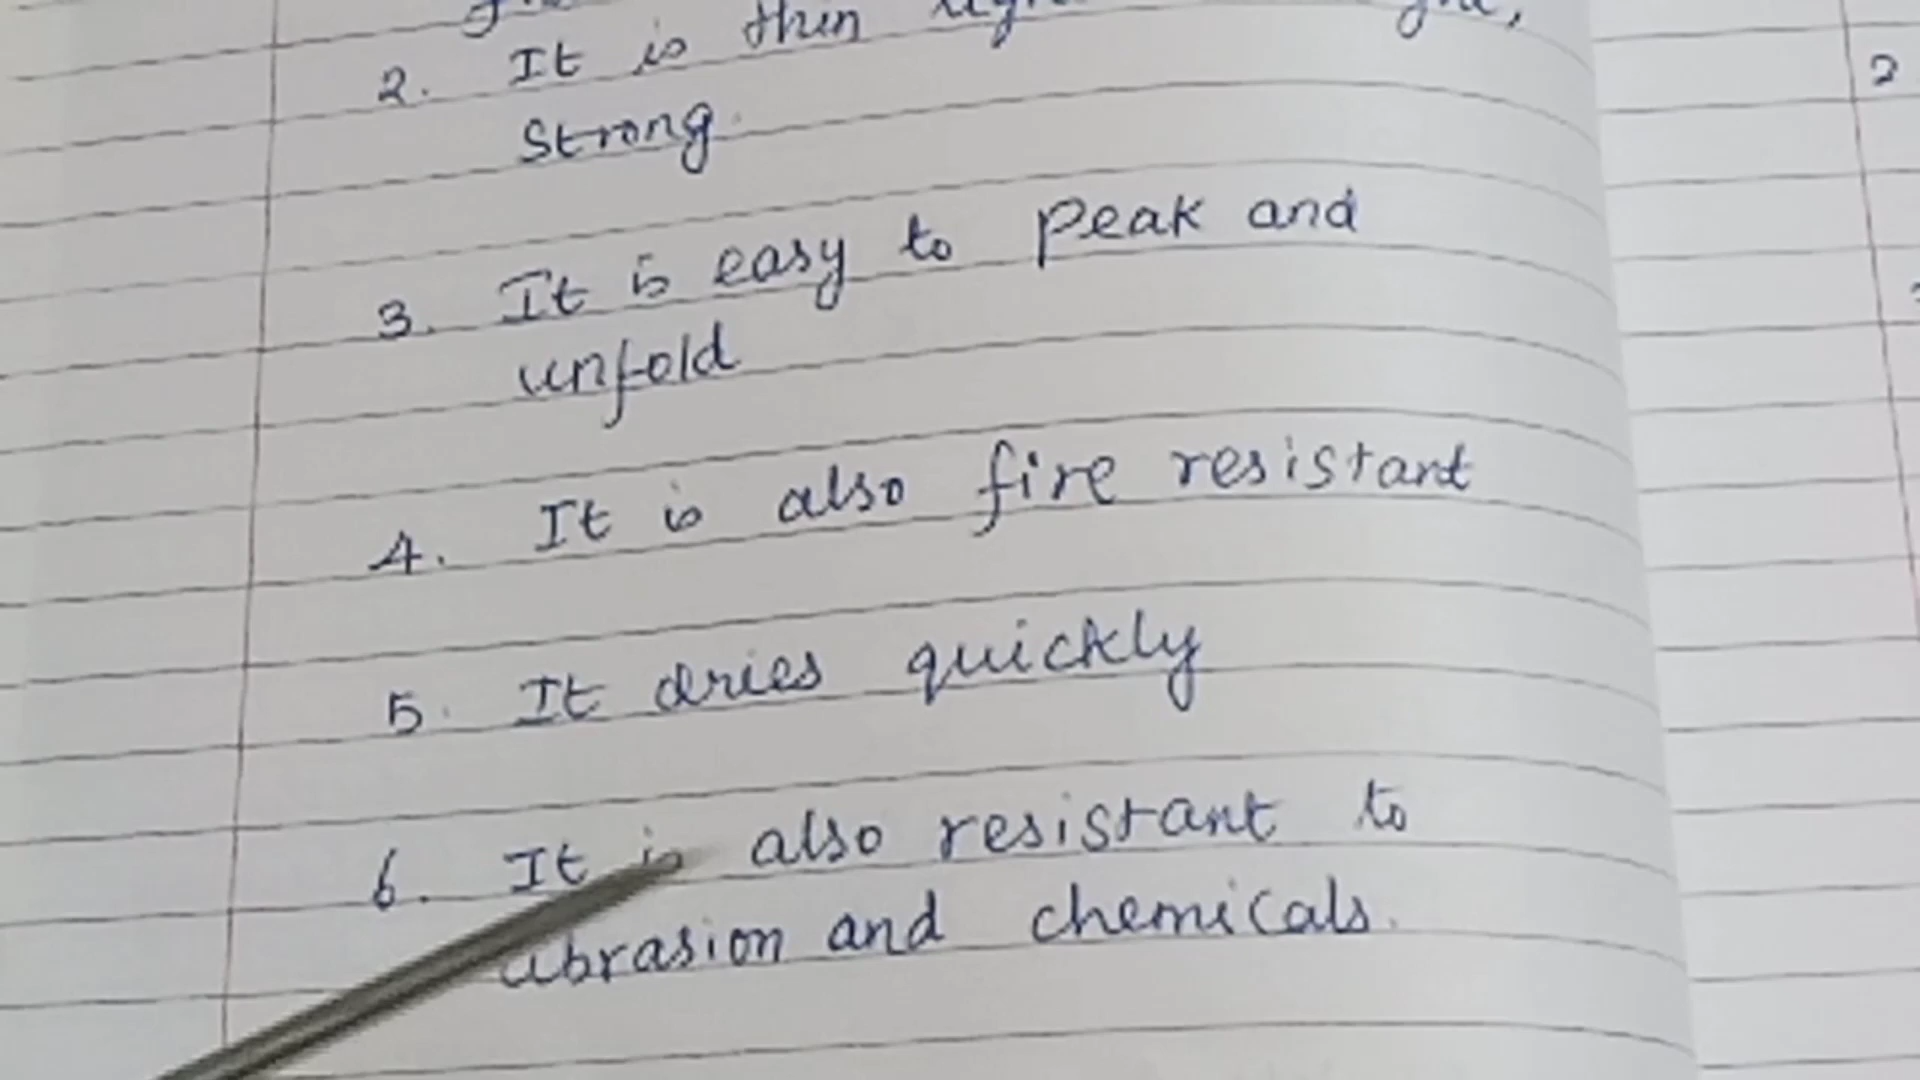 2. It is thin
Strong.
3. It is easy to peak and
unfold
4. It is also fire resistant
5. It dries quickly
6. It is also resistant to
abrasion and chemicals.
2